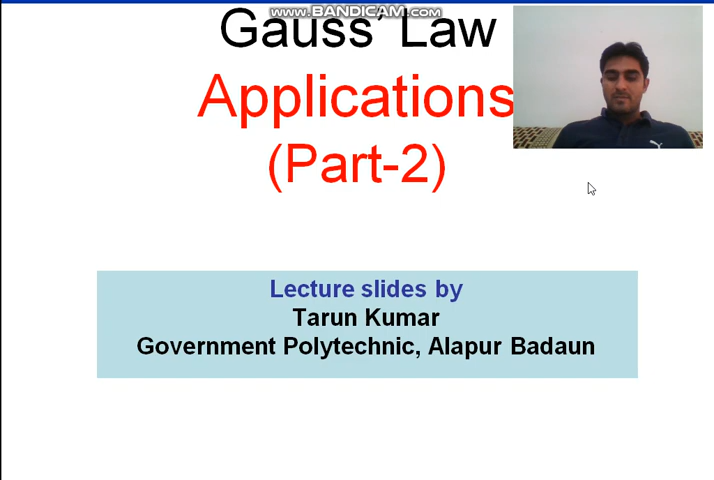 www.BANDICAM.com
Gauss’ Law
Applications
(Part-2)
Lecture slides by
Tarun Kumar
Government Polytechnic, Alapur Badaun